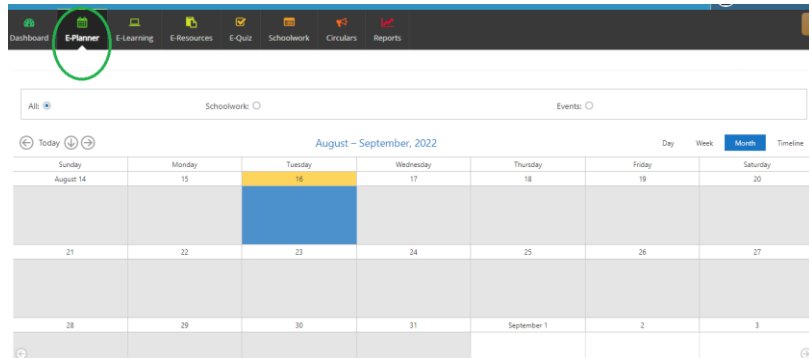 Dashboard E-Planner E-Learning E-Resources E-Quiz Schoolwork Circulars Reports
All: Schoolwork: Events:
Today August – September, 2022 Day Week Month Timeline
Sunday Monday Tuesday Wednesday Thursday Friday Saturday
August 14 15 16 17 18 19 20
21 22 23 24 25 26 27
28 29 30 31 September 1 2 3